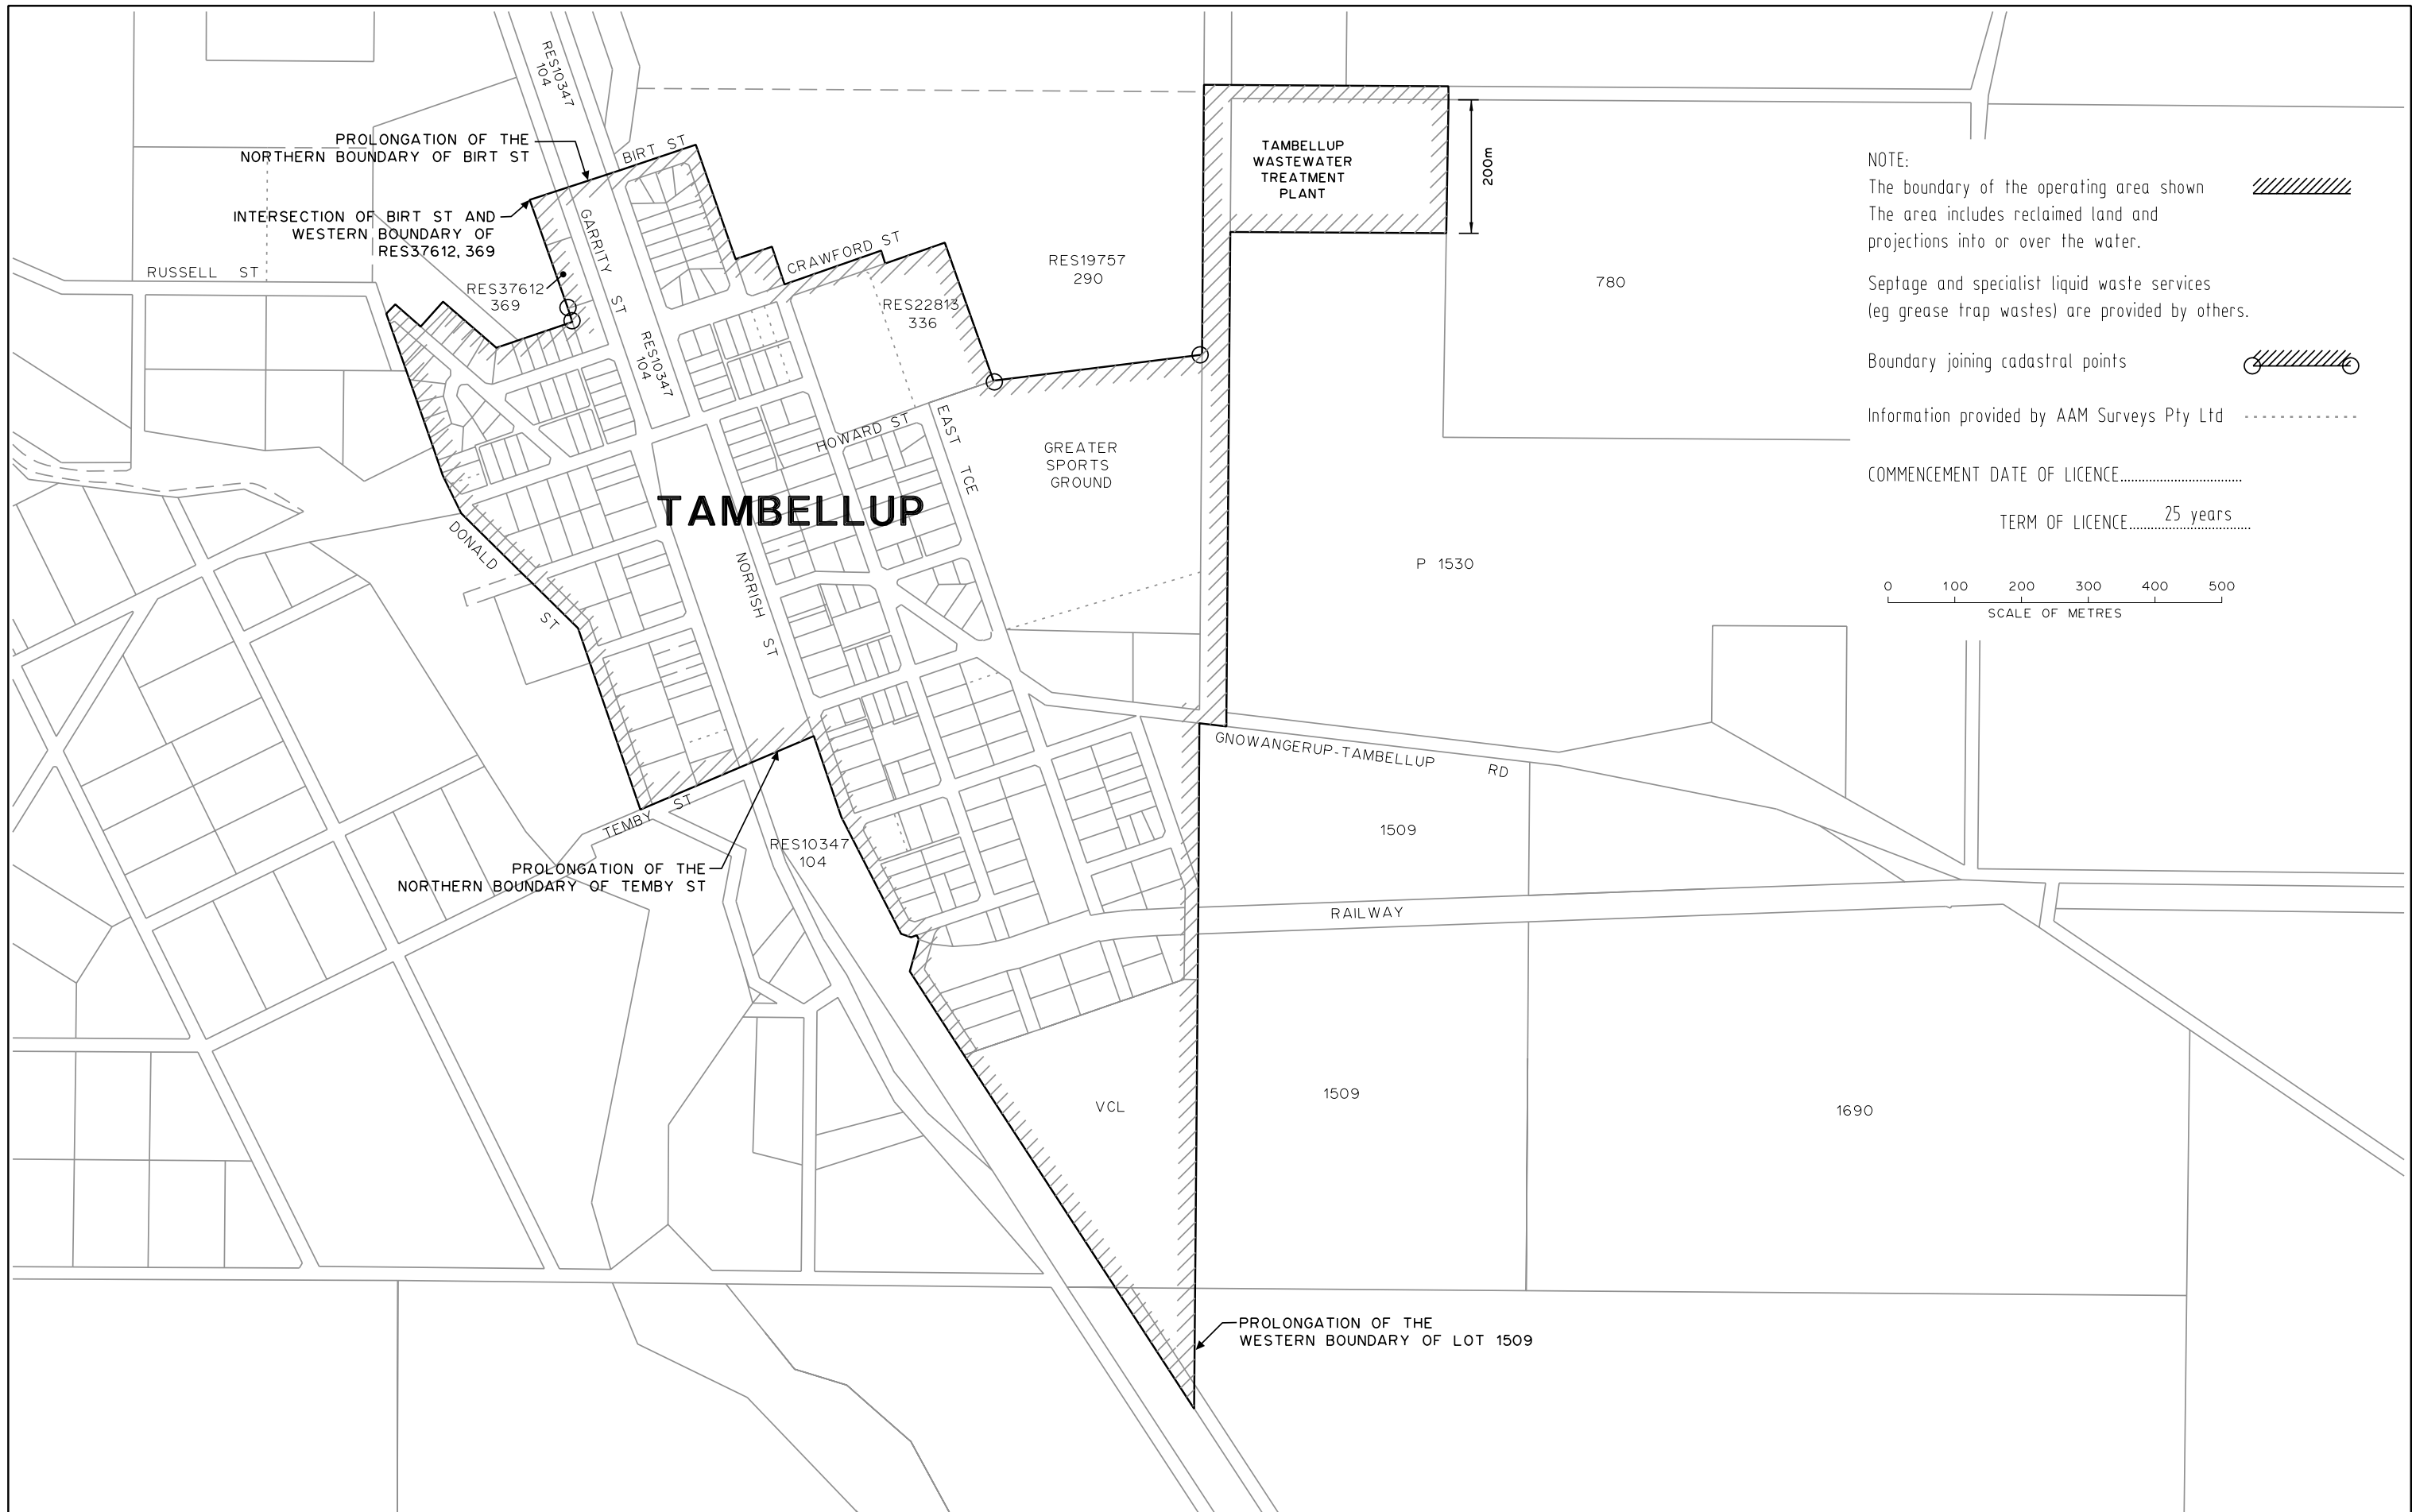 RES10347
104
PROLONGATION OF THE
NORTHERN BOUNDARY OF BIRT ST
BIRT ST
INTERSECTION OF BIRT ST AND
WESTERN BOUNDARY OF
RES37612, 369
RUSSELL ST
RES37612
369
GARRITY ST
RES10347
104
CRAWFORD ST
RES22813
336
RES19757
290
TAMBELLUP
WASTEWATER
TREATMENT
PLANT
200m
780
HOWARD ST
EAST TCE
GREATER
SPORTS
GROUND
TAMBELLUP
DONALD ST
NORRISH ST
P 1530
TEMBY ST
RES10347
104
PROLONGATION OF THE
NORTHERN BOUNDARY OF TEMBY ST
GNOWANGERUP-TAMBELLUP RD
1509
RAILWAY
VCL
1509
1690
PROLONGATION OF THE
WESTERN BOUNDARY OF LOT 1509
NOTE:
The boundary of the operating area shown
The area includes reclaimed land and
projections into or over the water.
Septage and specialist liquid waste services
(eg grease trap wastes) are provided by others.
Boundary joining cadastral points
Information provided by AAM Surveys Pty Ltd
COMMENCEMENT DATE OF LICENCE..................................
TERM OF LICENCE.......... 25 years
0 100 200 300 400 500
SCALE OF METRES